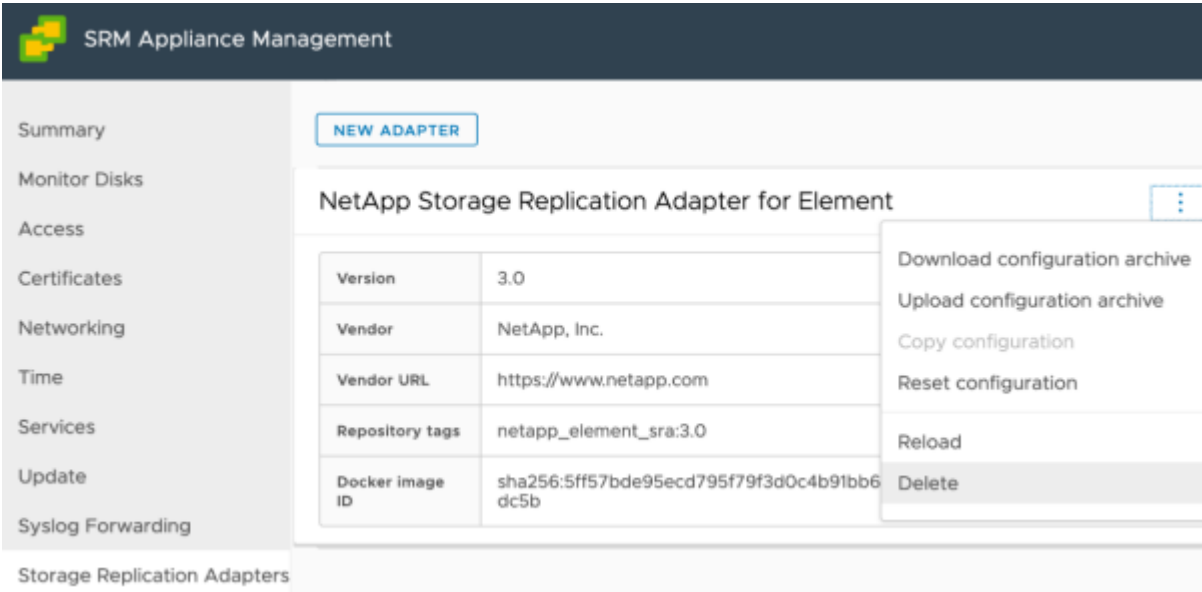 SRM Appliance Management
Summary
Monitor Disks
Access
Certificates
Networking
Time
Services
Update
Syslog Forwarding
Storage Replication Adapters
NEW ADAPTER
NetApp Storage Replication Adapter for Element
Version 3.0
Vendor NetApp, Inc.
Vendor URL https://www.netapp.com
Repository tags netapp_element_sra:3.0
Docker image ID sha256:5ff57bde95ecd795f79f3d0c4b91bb6
dc5b
Download configuration archive
Upload configuration archive
Copy configuration
Reset configuration
Reload
Delete